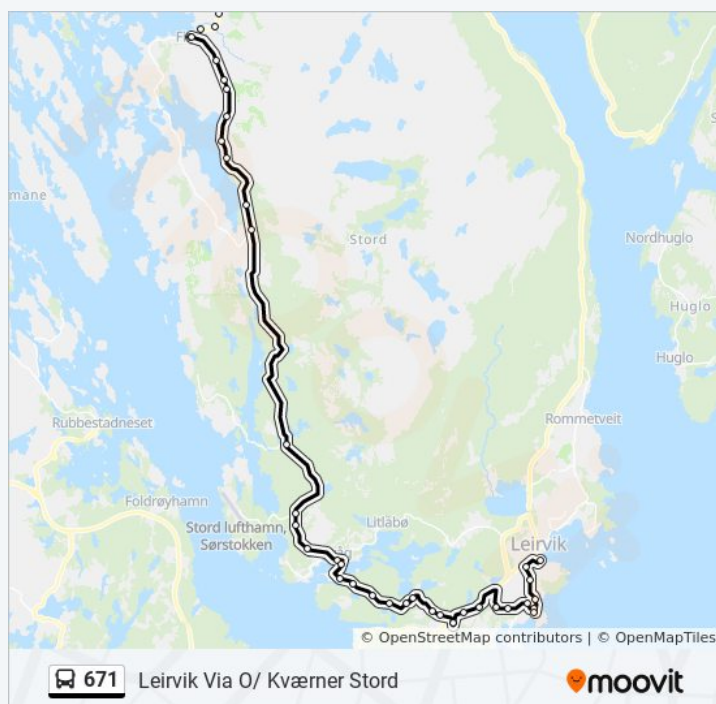 Stord
Nordhuglo
Huglo
Huglo
Rommetveit
Rubbestadneset
Foldrøyhamn
Stord lufthamn,
Sørstokken
Litlabø
Leirvik
© OpenStreetMap contributors | © OpenMapTiles
671 Leirvik Via O/ Kværner Stord
moovit